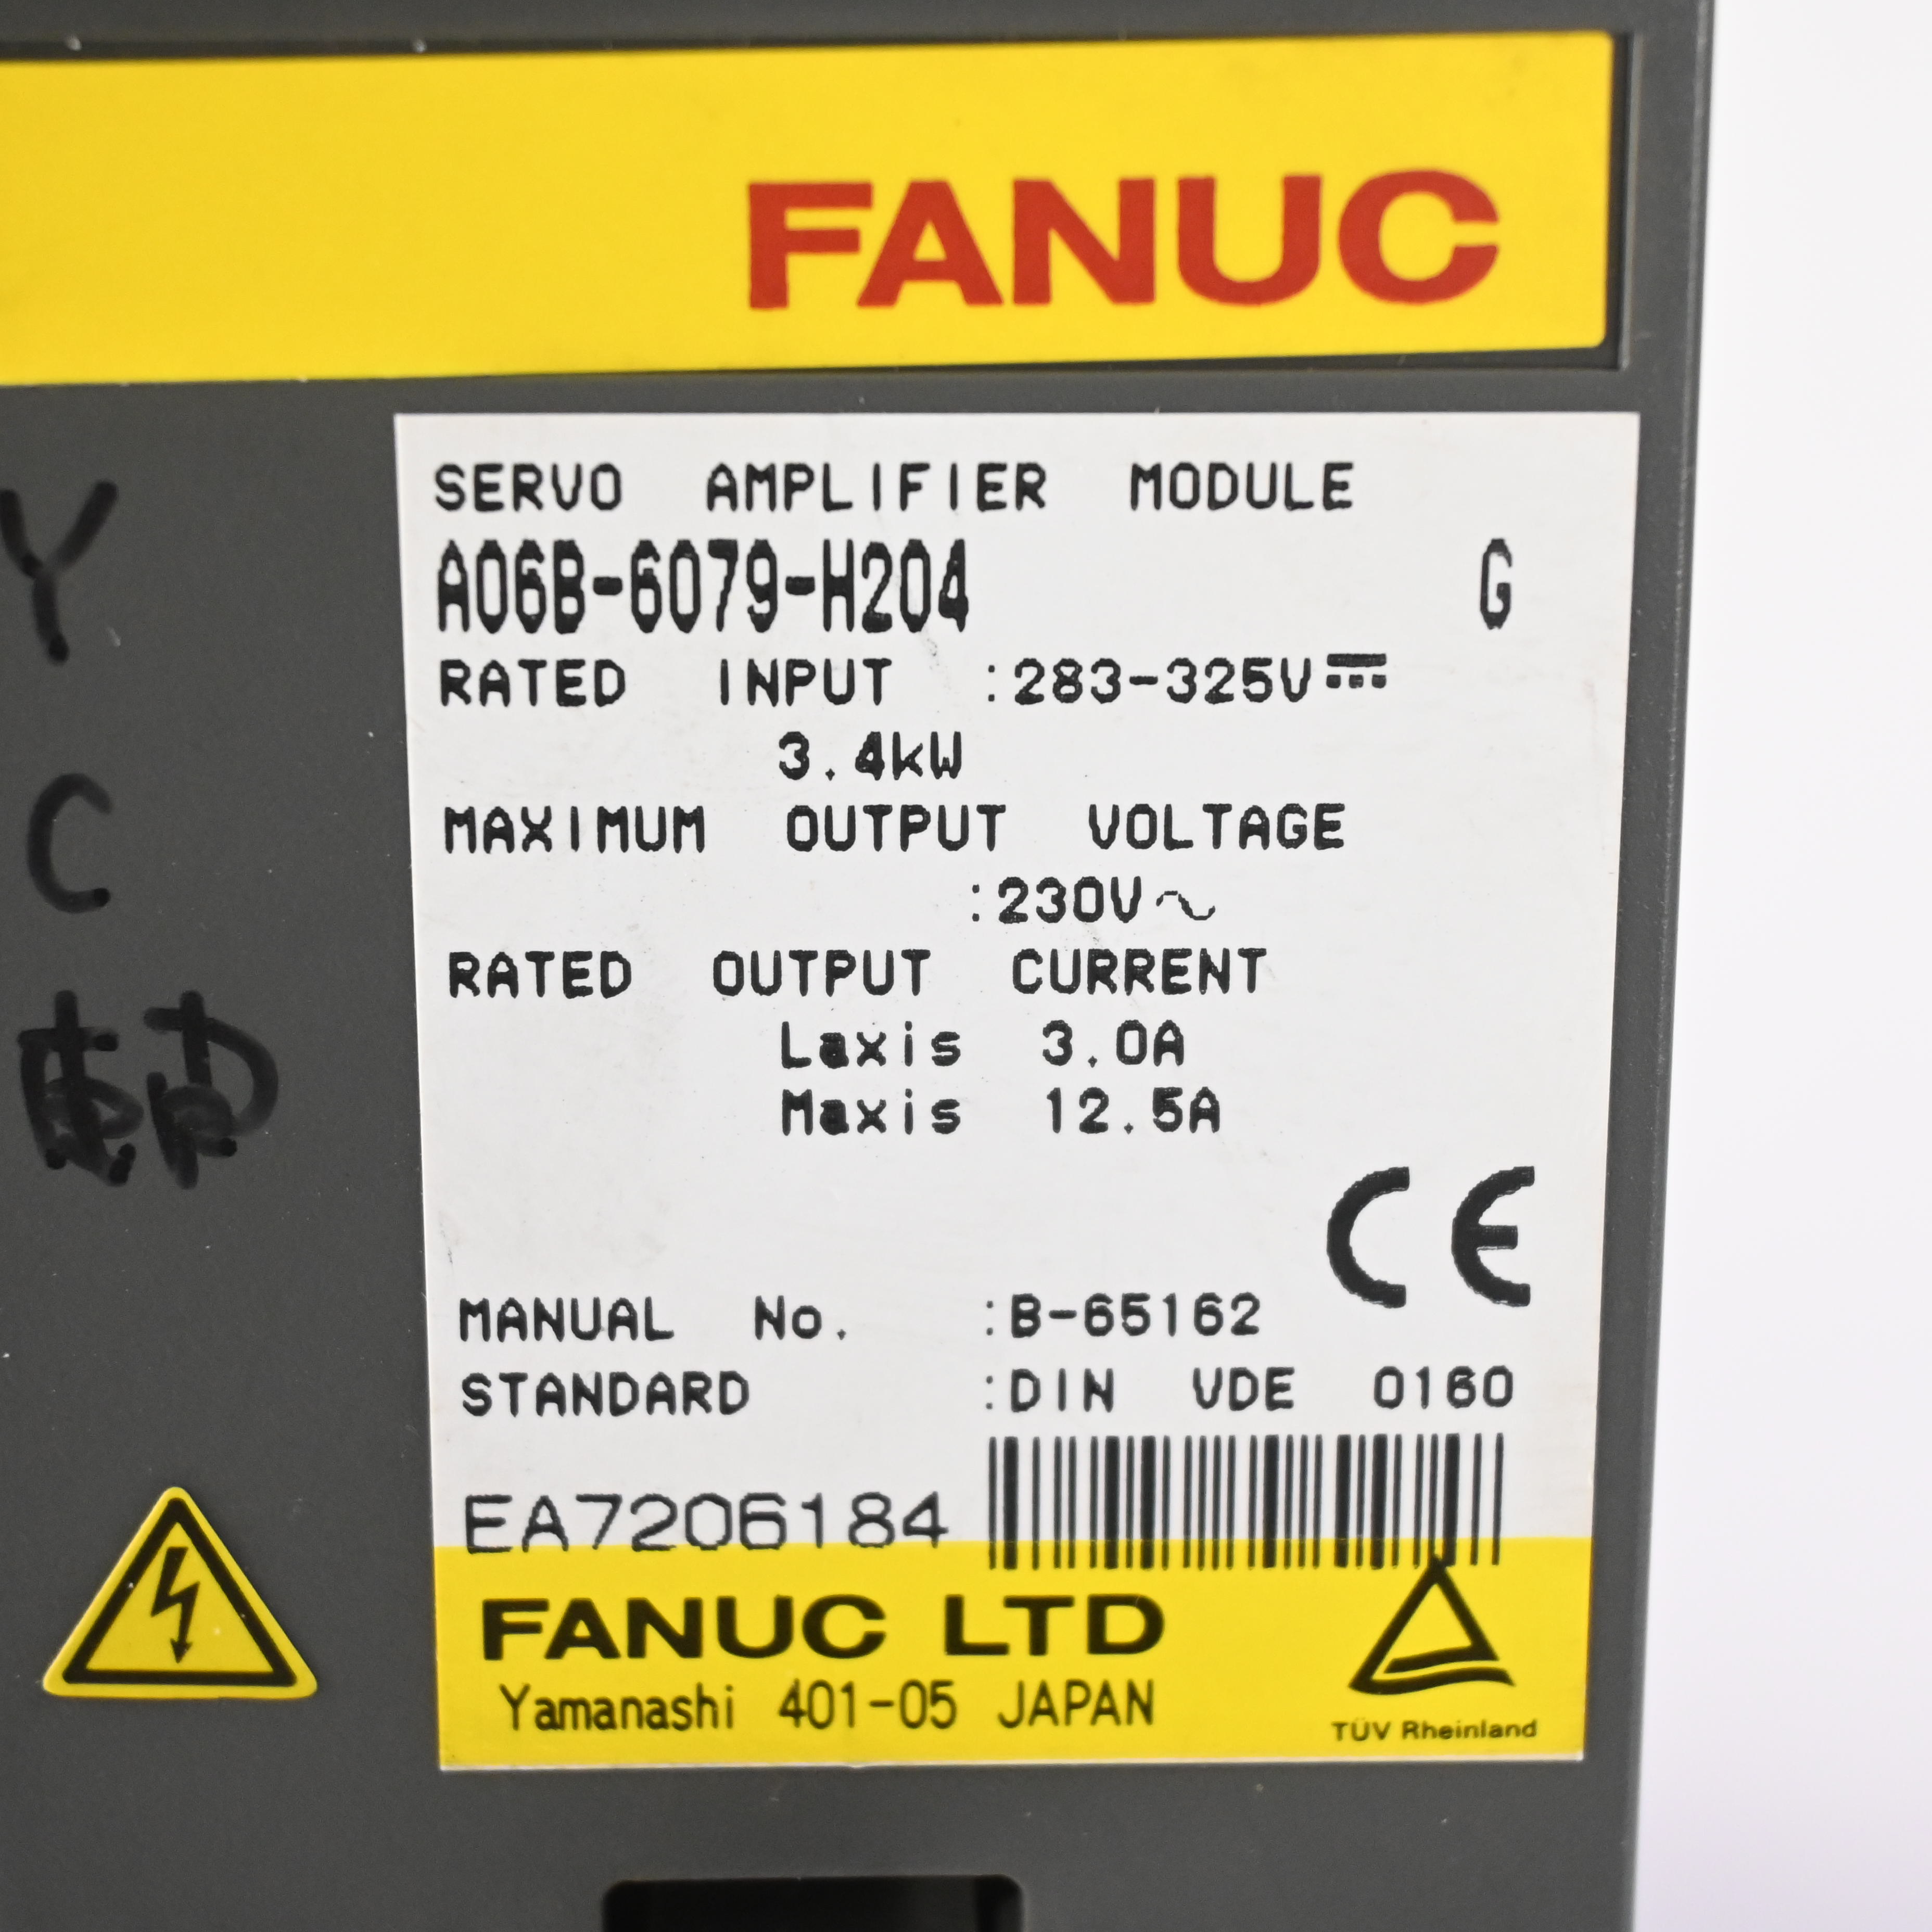 FANUC
Y
C
SERVO AMPLIFIER MODULE
A06B-6079-H204 G
RATED INPUT :283-325V⎓
3.4kW
MAXIMUM OUTPUT VOLTAGE
:230V～
RATED OUTPUT CURRENT
Laxis 3.0A
Maxis 12.5A
CE
MANUAL No. :B-65162
STANDARD :DIN VDE 0160
EA7206184
FANUC LTD
Yamanashi 401-05 JAPAN
TÜV Rheinland